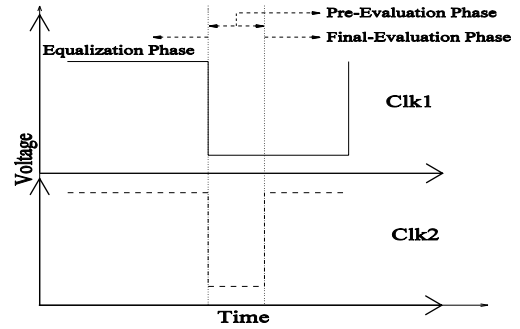 Pre-Evaluation Phase
Equalization Phase
Final-Evaluation Phase
Clk1
Voltage
Clk2
Time